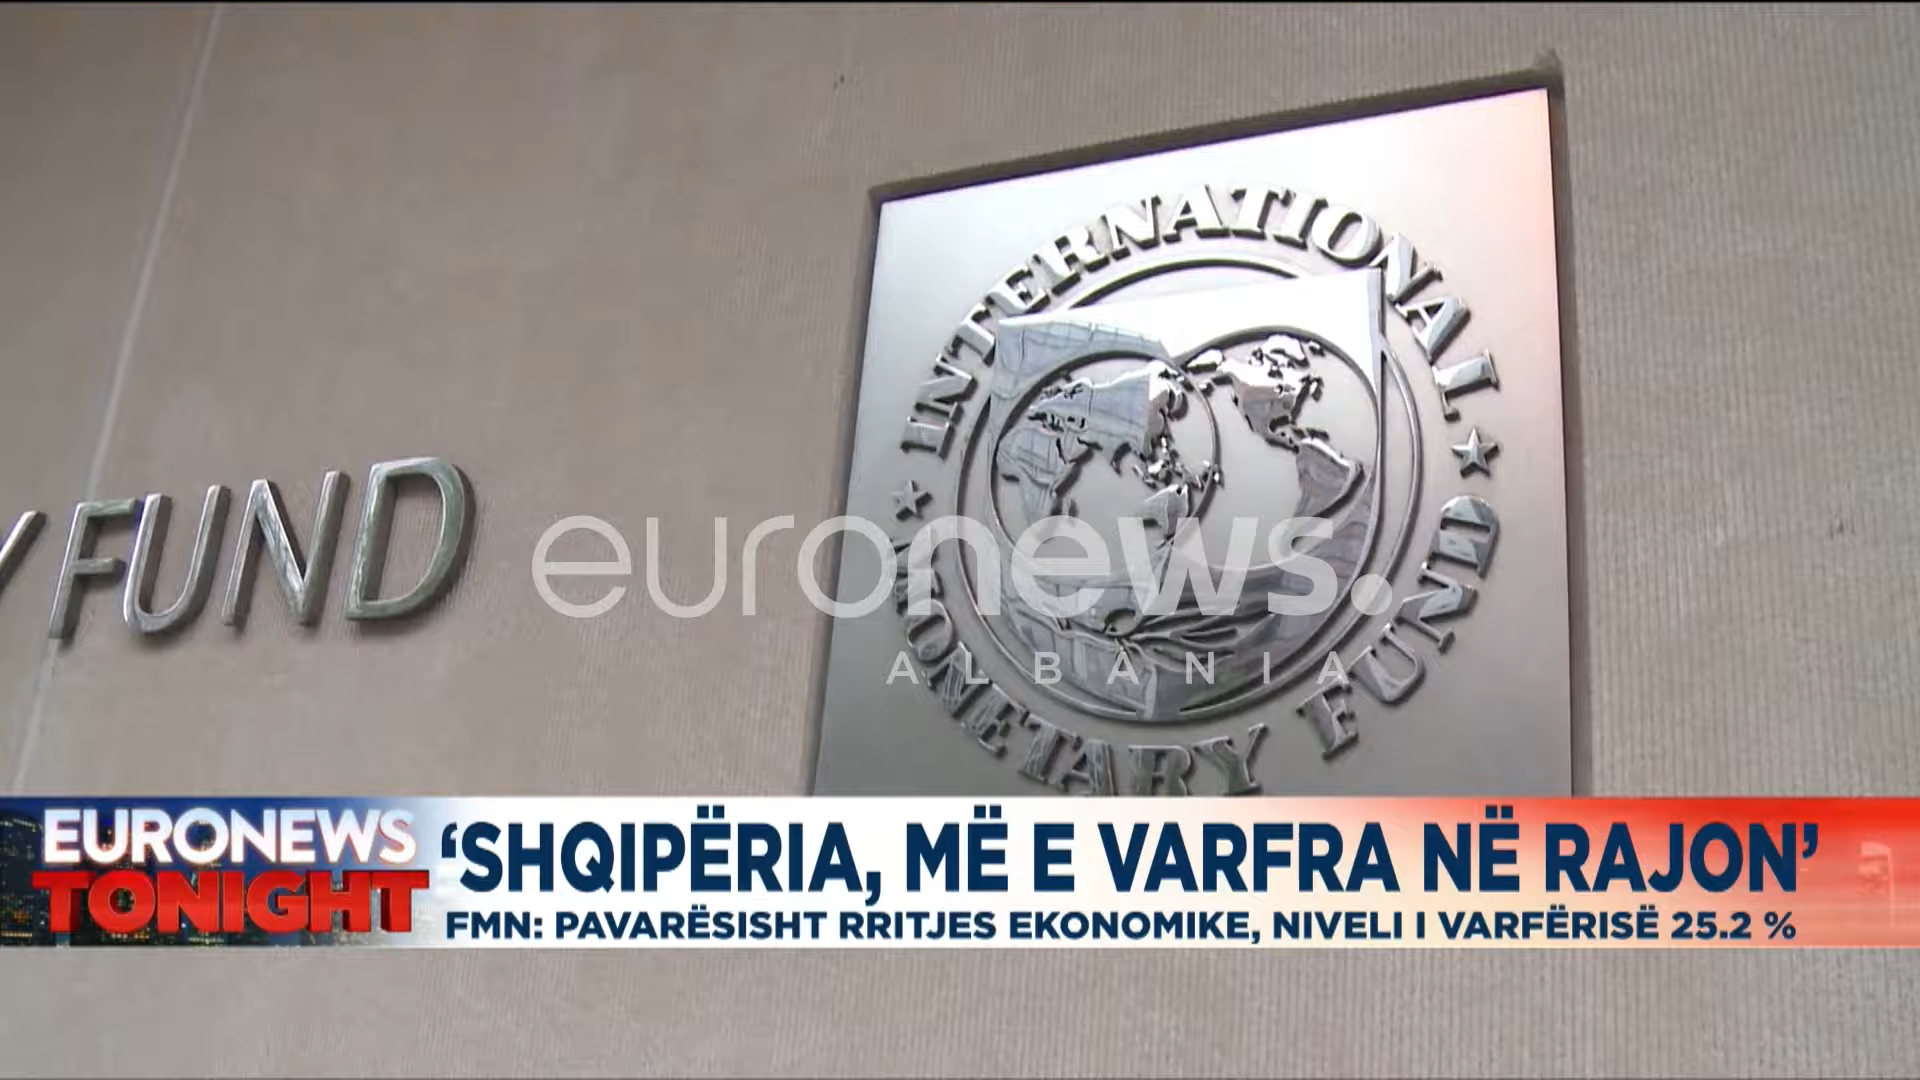 INTERNATIONAL
MONETARY FUND
Y FUND
euronews.
ALBANIA
EURONEWS
TONIGHT
‘SHQIPËRIA, MË E VARFRA NË RAJON’
FMN: PAVARËSISHT RRITJES EKONOMIKE, NIVELI I VARFËRISË 25.2 %